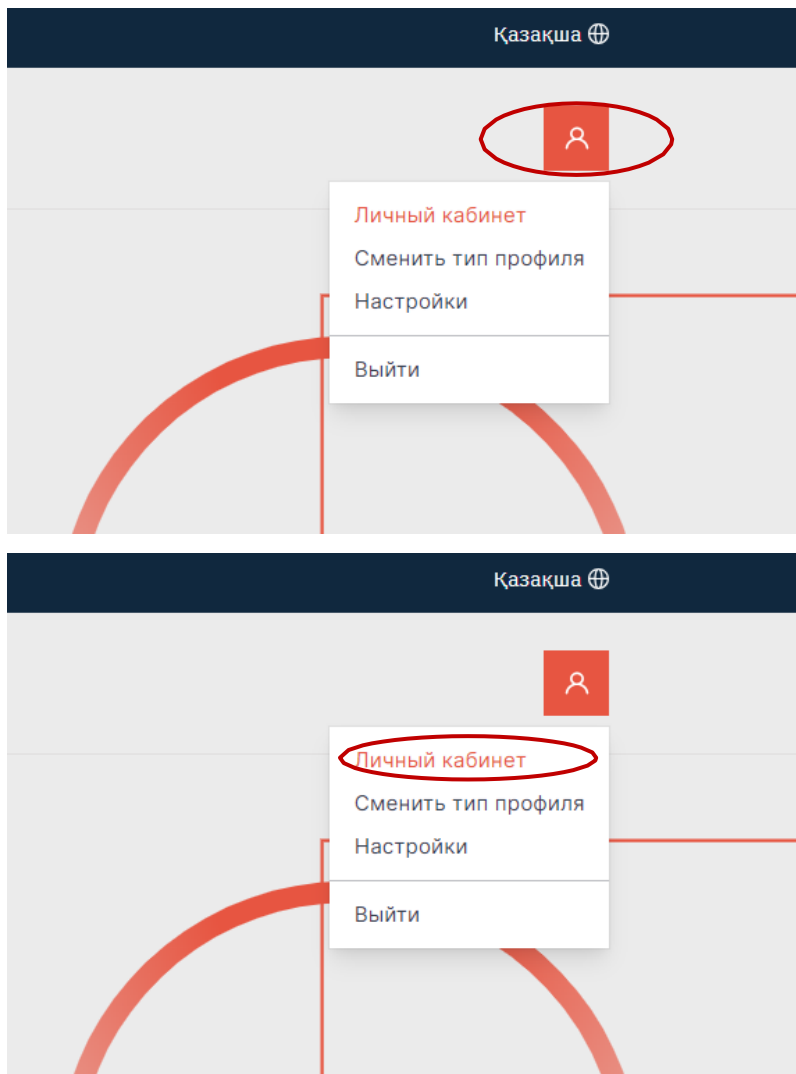 Қазақша
Личный кабинет
Сменить тип профиля
Настройки
Выйти
Қазақша
Личный кабинет
Сменить тип профиля
Настройки
Выйти